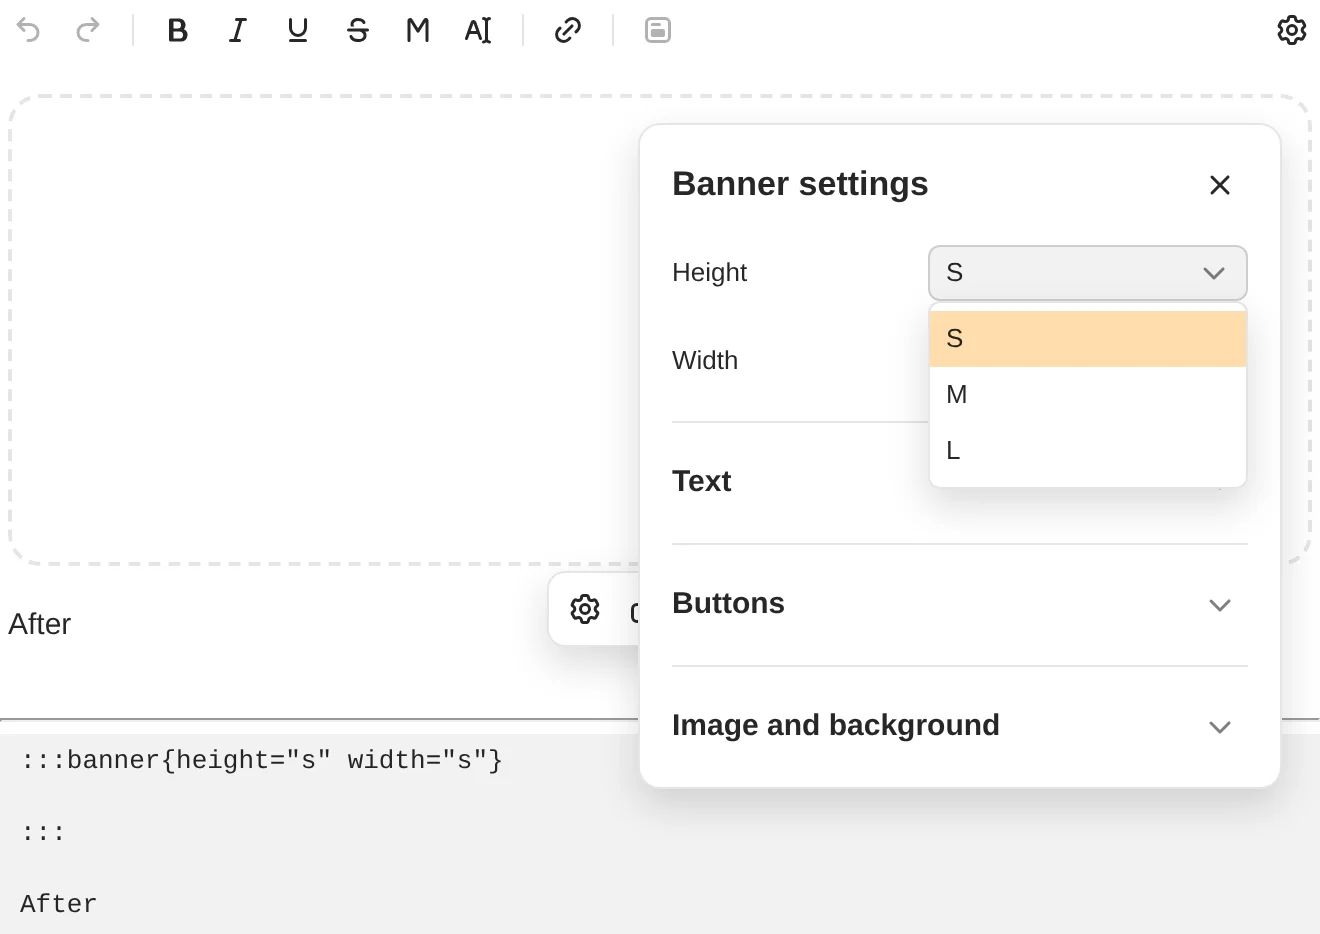 B I U S M A
Banner settings
Height
S
S
M
L
Width
Text
Buttons
Image and background
After
:::banner{height="s" width="s"}
:::
After